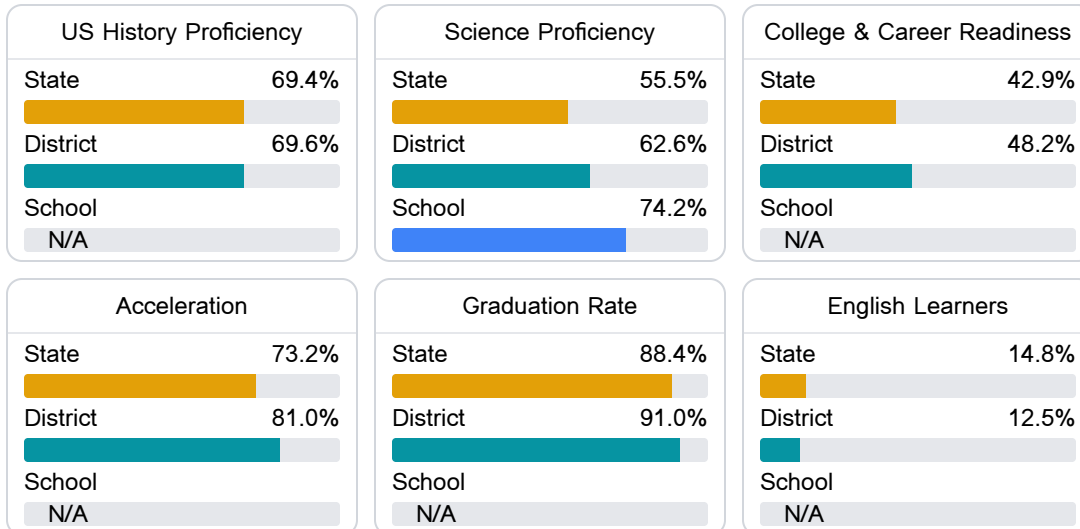 US History Proficiency
State 69.4%
District 69.6%
School
N/A
Science Proficiency
State 55.5%
District 62.6%
School 74.2%
College & Career Readiness
State 42.9%
District 48.2%
School
N/A
Acceleration
State 73.2%
District 81.0%
School
N/A
Graduation Rate
State 88.4%
District 91.0%
School
N/A
English Learners
State 14.8%
District 12.5%
School
N/A